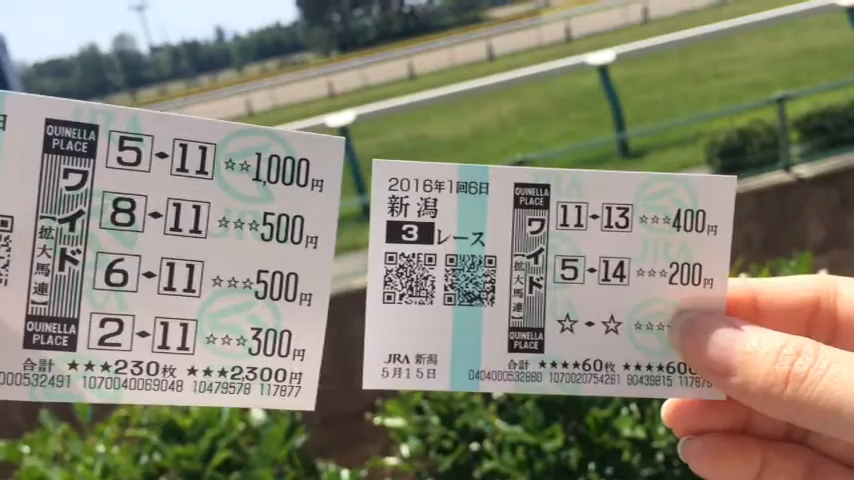 QUINELLA
PLACE
ワイド
(拡大馬連)
QUINELLA
PLACE
5-11 ☆☆1,000円
8-11 ☆☆☆500円
6-11 ☆☆☆500円
2-11 ☆☆☆300円
合計 ★★★230枚 ★★★2300円
000532491 1070040069048 10479578 117877
2016年1回6日
新潟
3レース
JRA 新潟
5月15日
QUINELLA
PLACE
ワイド
(拡大馬連)
QUINELLA
PLACE
11-13 ☆☆☆400円
5-14 ☆☆☆200円
☆-☆ ☆☆☆☆
合計 ★★★★60枚 ★★★★
0404000532880 1070020754261 90439815
JRA